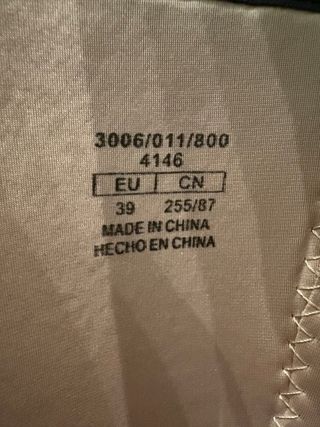 3006/011/800
4146
EU CN
39 255/87
MADE IN CHINA
HECHO EN CHINA